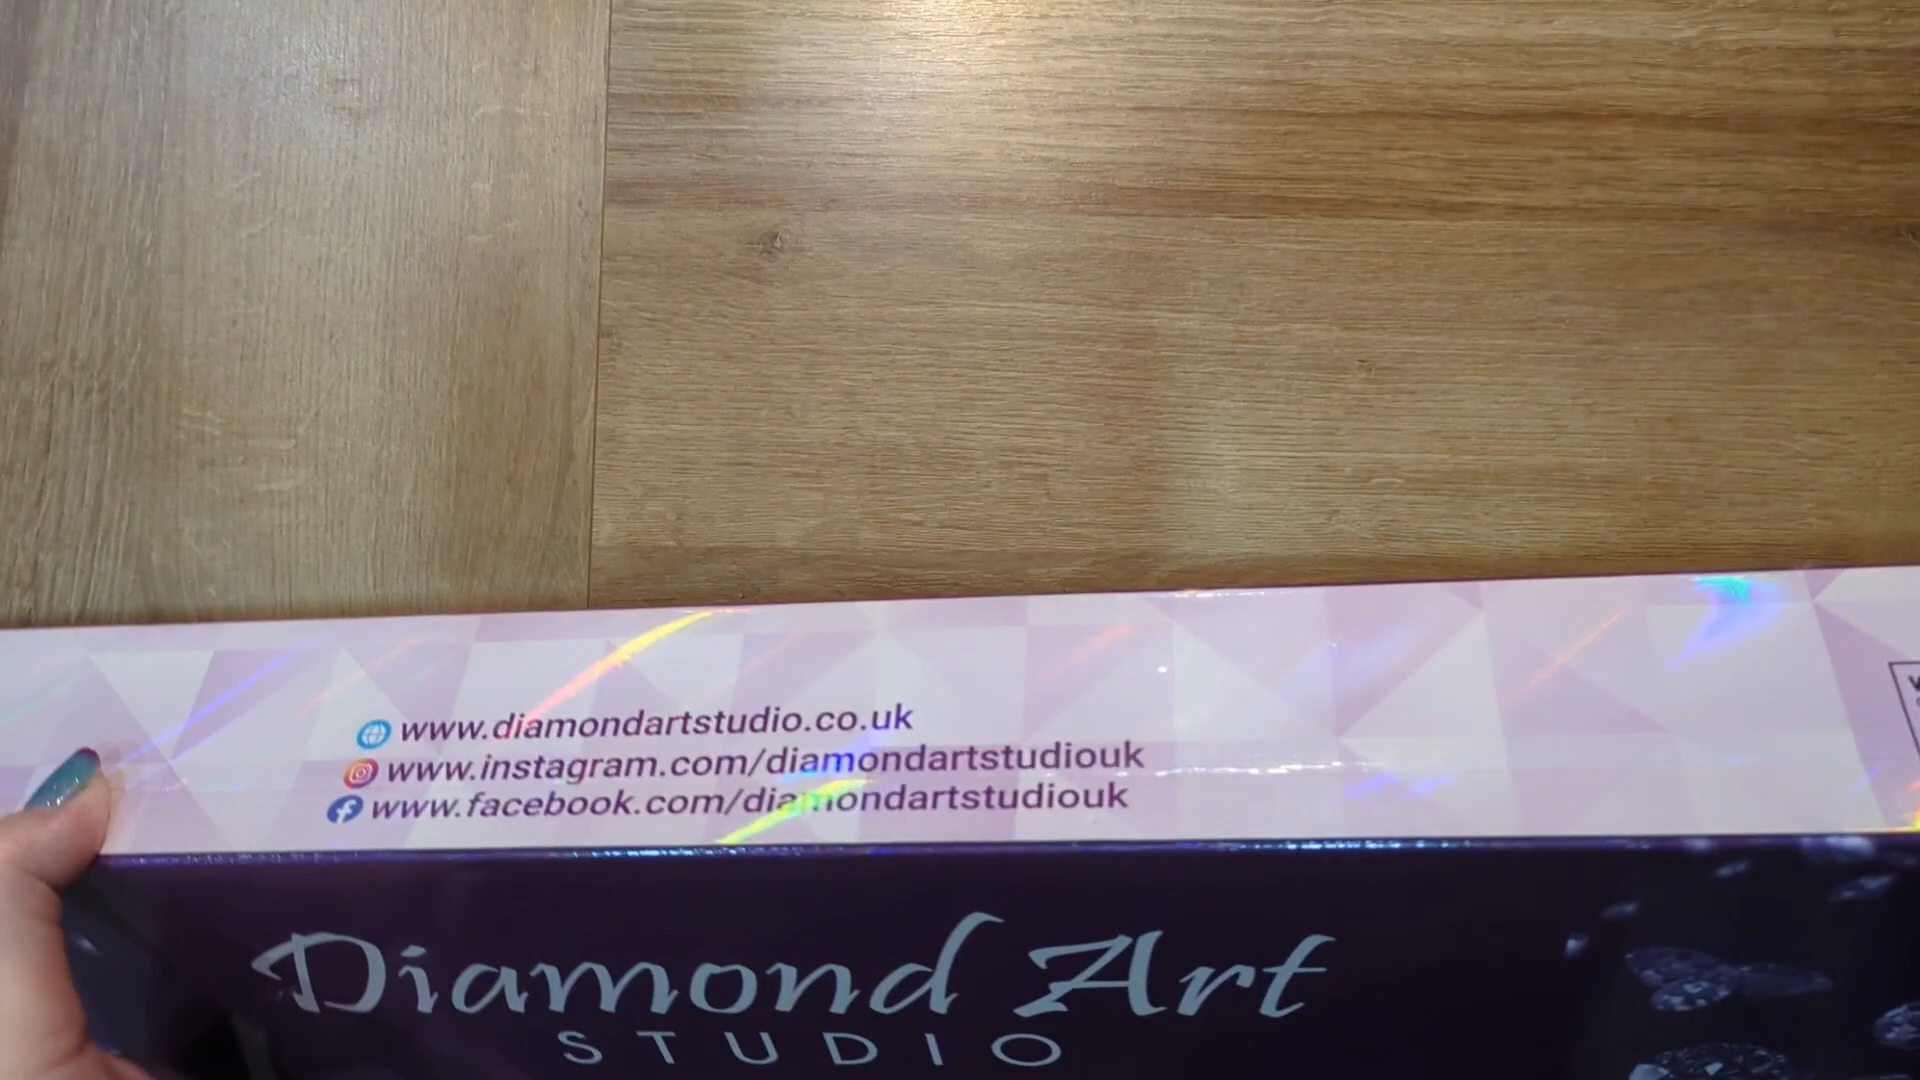 www.diamondartstudio.co.uk
www.instagram.com/diamondartstudiouk
www.facebook.com/diamondartstudiouk
Diamond Art
STUDIO